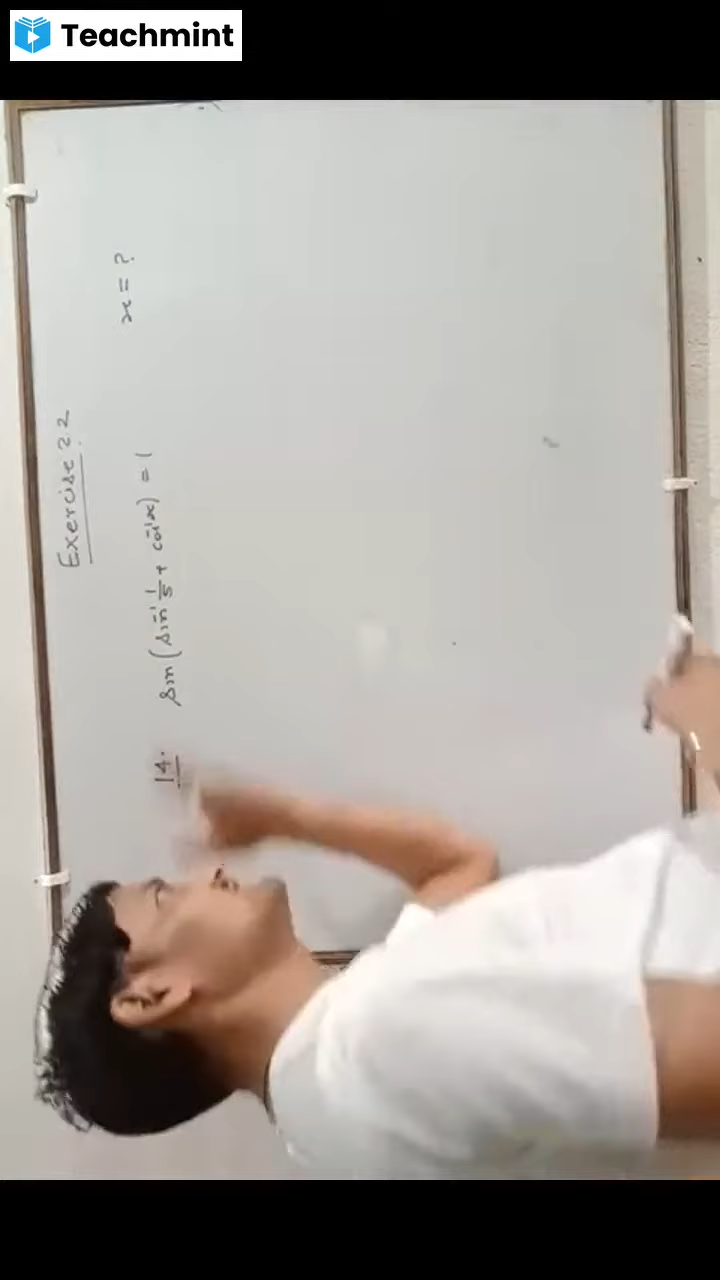 Teachmint
Exercise 2.2
14. sin(sin⁻¹ 1/5 + cos⁻¹x) = 1 x = ?